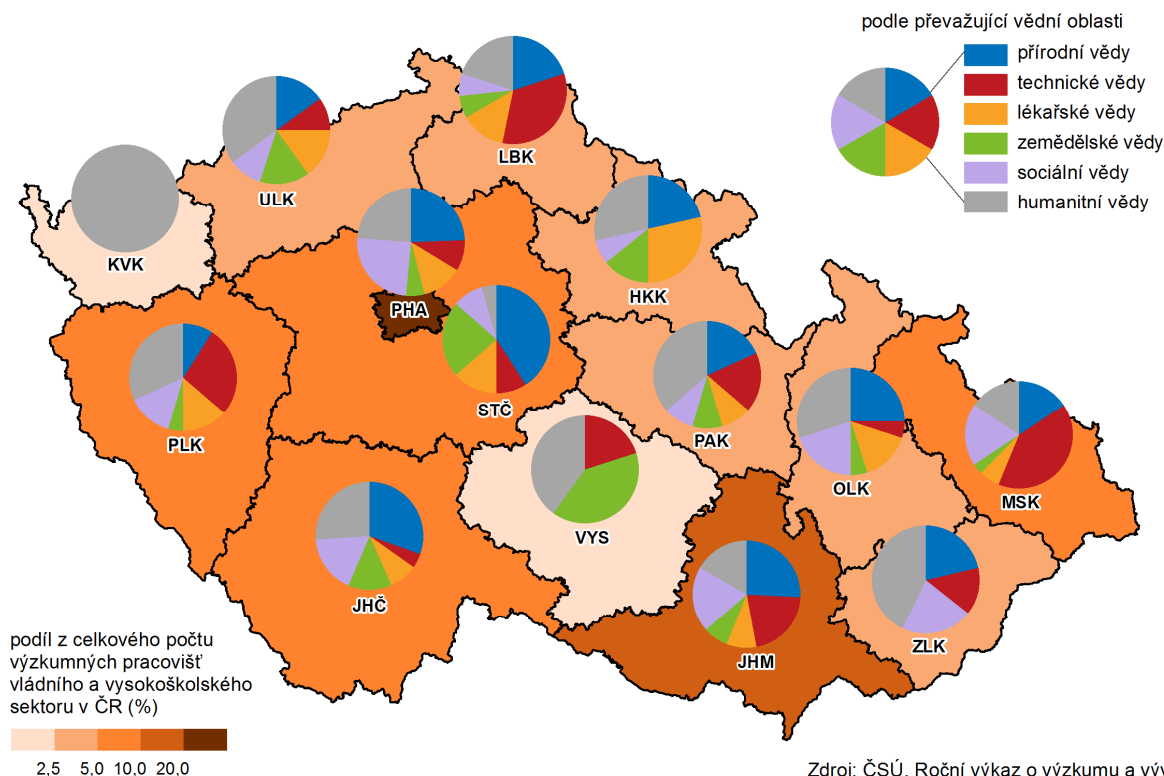 podle převažující vědní oblasti
přírodní vědy
technické vědy
lékařské vědy
zemědělské vědy
sociální vědy
humanitní vědy
LBK
ULK
KVK
PHA
HKK
STČ
PLK
PAK
OLK
MSK
VYS
JHČ
JHM
ZLK
podíl z celkového počtu
výzkumných pracovišť
vládního a vysokoškolského
sektoru v ČR (%)
2,5 5,0 10,0 20,0
Zdroj: ČSÚ, Roční výkaz o výzkumu a výv